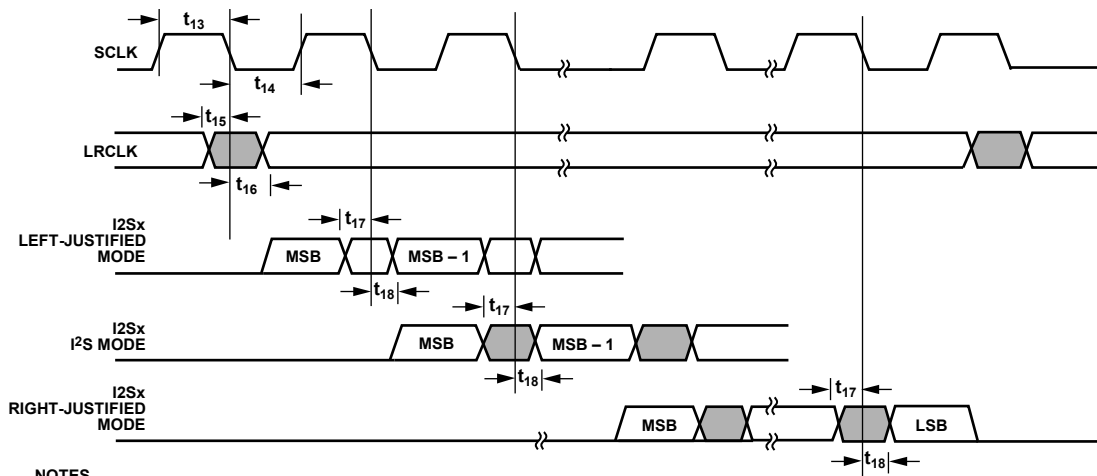 t13
SCLK
t14
t15
LRCLK
t16
I2Sx
LEFT-JUSTIFIED
MODE
t17
MSB
MSB – 1
t18
t17
I2Sx
I²S MODE
MSB
MSB–1
t18
I2Sx
RIGHT-JUSTIFIED
MODE
t17
MSB
LSB
t18
NOTES